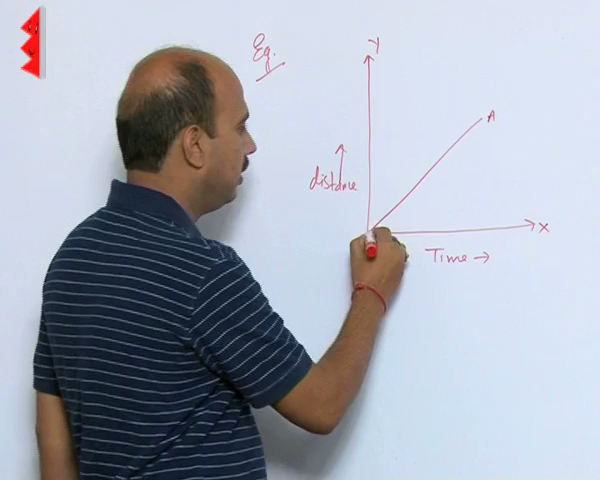 Eg.
Y
A
distance
X
Time →